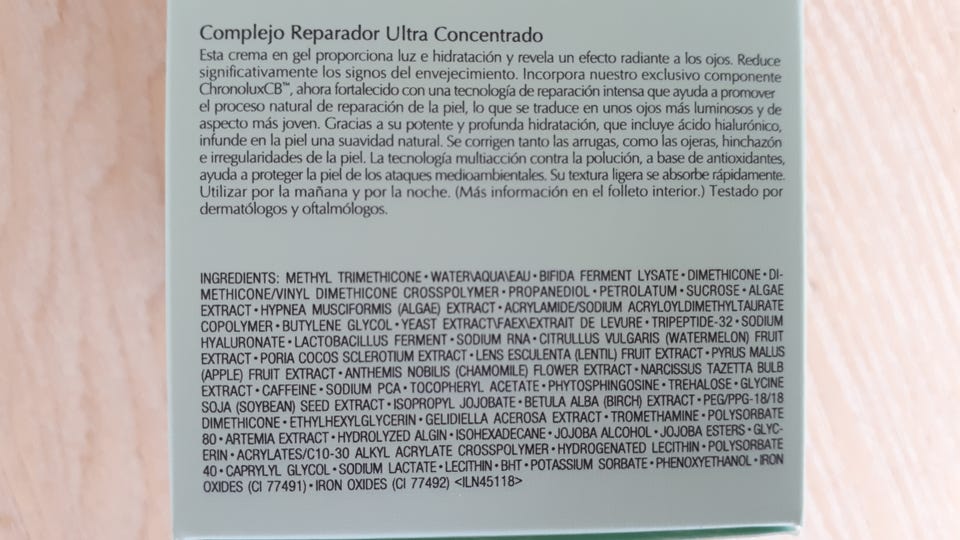 Complejo Reparador Ultra Concentrado
Esta crema en gel proporciona luz e hidratación y revela un efecto radiante a los ojos. Reduce
significativamente los signos del envejecimiento. Incorpora nuestro exclusivo componente
ChronoluxCB™, ahora fortalecido con una tecnología de reparación intensa que ayuda a promover
el proceso natural de reparación de la piel, lo que se traduce en unos ojos más luminosos y de
aspecto más joven. Gracias a su potente y profunda hidratación, que incluye ácido hialurónico,
infunde en la piel una suavidad natural. Se corrigen tanto las arrugas, como las ojeras, hinchazón
e irregularidades de la piel. La tecnología multiacción contra la polución, a base de antioxidantes,
ayuda a proteger la piel de los ataques medioambientales. Su textura ligera se absorbe rápidamente.
Utilizar por la mañana y por la noche. (Más información en el folleto interior.) Testado por
dermatólogos y oftalmólogos.
INGREDIENTS: METHYL TRIMETHICONE • WATER\AQUA\EAU • BIFIDA FERMENT LYSATE • DIMETHICONE • DI-
METHICONE/VINYL DIMETHICONE CROSSPOLYMER • PROPANEDIOL • PETROLATUM • SUCROSE • ALGAE
EXTRACT • HYPNEA MUSCIFORMIS (ALGAE) EXTRACT • ACRYLAMIDE/SODIUM ACRYLOYLDIMETHYLTAURATE
COPOLYMER • BUTYLENE GLYCOL • YEAST EXTRACT\FAEX\EXTRAIT DE LEVURE • TRIPEPTIDE-32 • SODIUM
HYALURONATE • LACTOBACILLUS FERMENT • SODIUM RNA • CITRULLUS VULGARIS (WATERMELON) FRUIT
EXTRACT • PORIA COCOS SCLEROTIUM EXTRACT • LENS ESCULENTA (LENTIL) FRUIT EXTRACT • PYRUS MALUS
(APPLE) FRUIT EXTRACT • ANTHEMIS NOBILIS (CHAMOMILE) FLOWER EXTRACT • NARCISSUS TAZETTA BULB
EXTRACT • CAFFEINE • SODIUM PCA • TOCOPHERYL ACETATE • PHYTOSPHINGOSINE • TREHALOSE • GLYCINE
SOJA (SOYBEAN) SEED EXTRACT • ISOPROPYL JOJOBATE • BETULA ALBA (BIRCH) EXTRACT • PEG/PPG-18/18
DIMETHICONE • ETHYLHEXYLGLYCERIN • GELIDIELLA ACEROSA EXTRACT • TROMETHAMINE • POLYSORBATE
80 • ARTEMIA EXTRACT • HYDROLYZED ALGIN • ISOHEXADECANE • JOJOBA ALCOHOL • JOJOBA ESTERS • GLYC-
ERIN • ACRYLATES/C10-30 ALKYL ACRYLATE CROSSPOLYMER • HYDROGENATED LECITHIN • POLYSORBATE
40 • CAPRYLYL GLYCOL • SODIUM LACTATE • LECITHIN • BHT • POTASSIUM SORBATE • PHENOXYETHANOL • IRON
OXIDES (CI 77491) • IRON OXIDES (CI 77492) <ILN45118>